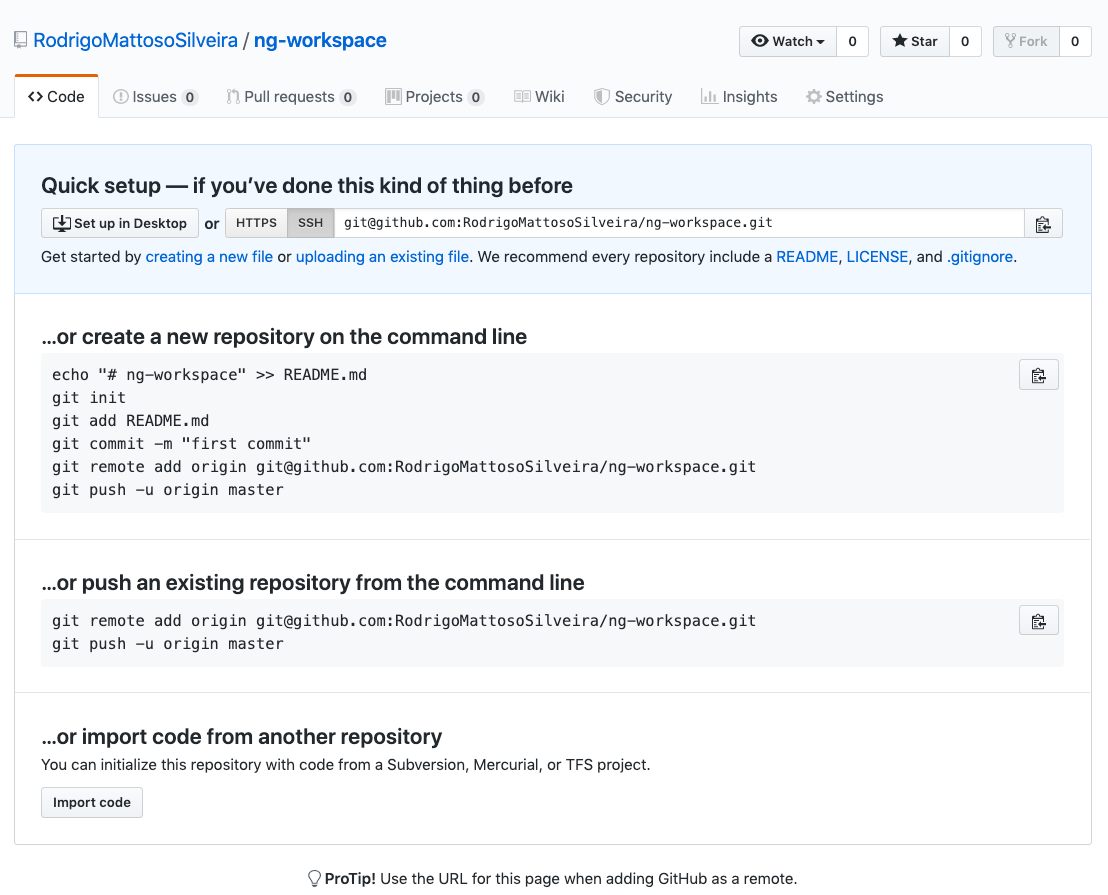 RodrigoMattosoSilveira / ng-workspace
Watch 0 Star 0 Fork 0
Code Issues 0 Pull requests 0 Projects 0 Wiki Security Insights Settings
Quick setup — if you’ve done this kind of thing before
Set up in Desktop or HTTPS SSH git@github.com:RodrigoMattosoSilveira/ng-workspace.git
Get started by creating a new file or uploading an existing file. We recommend every repository include a README, LICENSE, and .gitignore.
…or create a new repository on the command line
echo "# ng-workspace" >> README.md
git init
git add README.md
git commit -m "first commit"
git remote add origin git@github.com:RodrigoMattosoSilveira/ng-workspace.git
git push -u origin master
…or push an existing repository from the command line
git remote add origin git@github.com:RodrigoMattosoSilveira/ng-workspace.git
git push -u origin master
…or import code from another repository
You can initialize this repository with code from a Subversion, Mercurial, or TFS project.
Import code
ProTip! Use the URL for this page when adding GitHub as a remote.